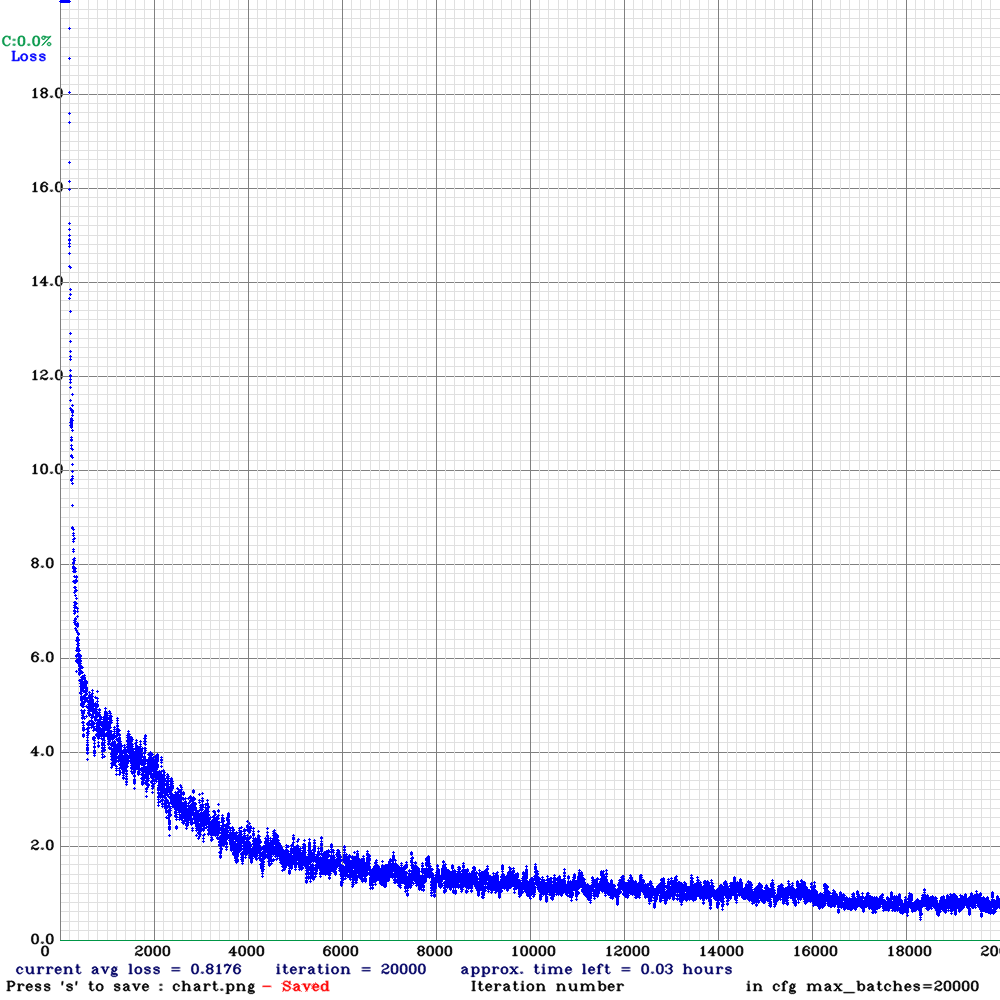 C:0.0%
Loss
18.0
16.0
14.0
12.0
10.0
8.0
6.0
4.0
2.0
0.0
0 2000 4000 6000 8000 10000 12000 14000 16000 18000 20
current avg loss = 0.8176 iteration = 20000 approx. time left = 0.03 hours
Press 's' to save : chart.png - Saved Iteration number in cfg max_batches=20000